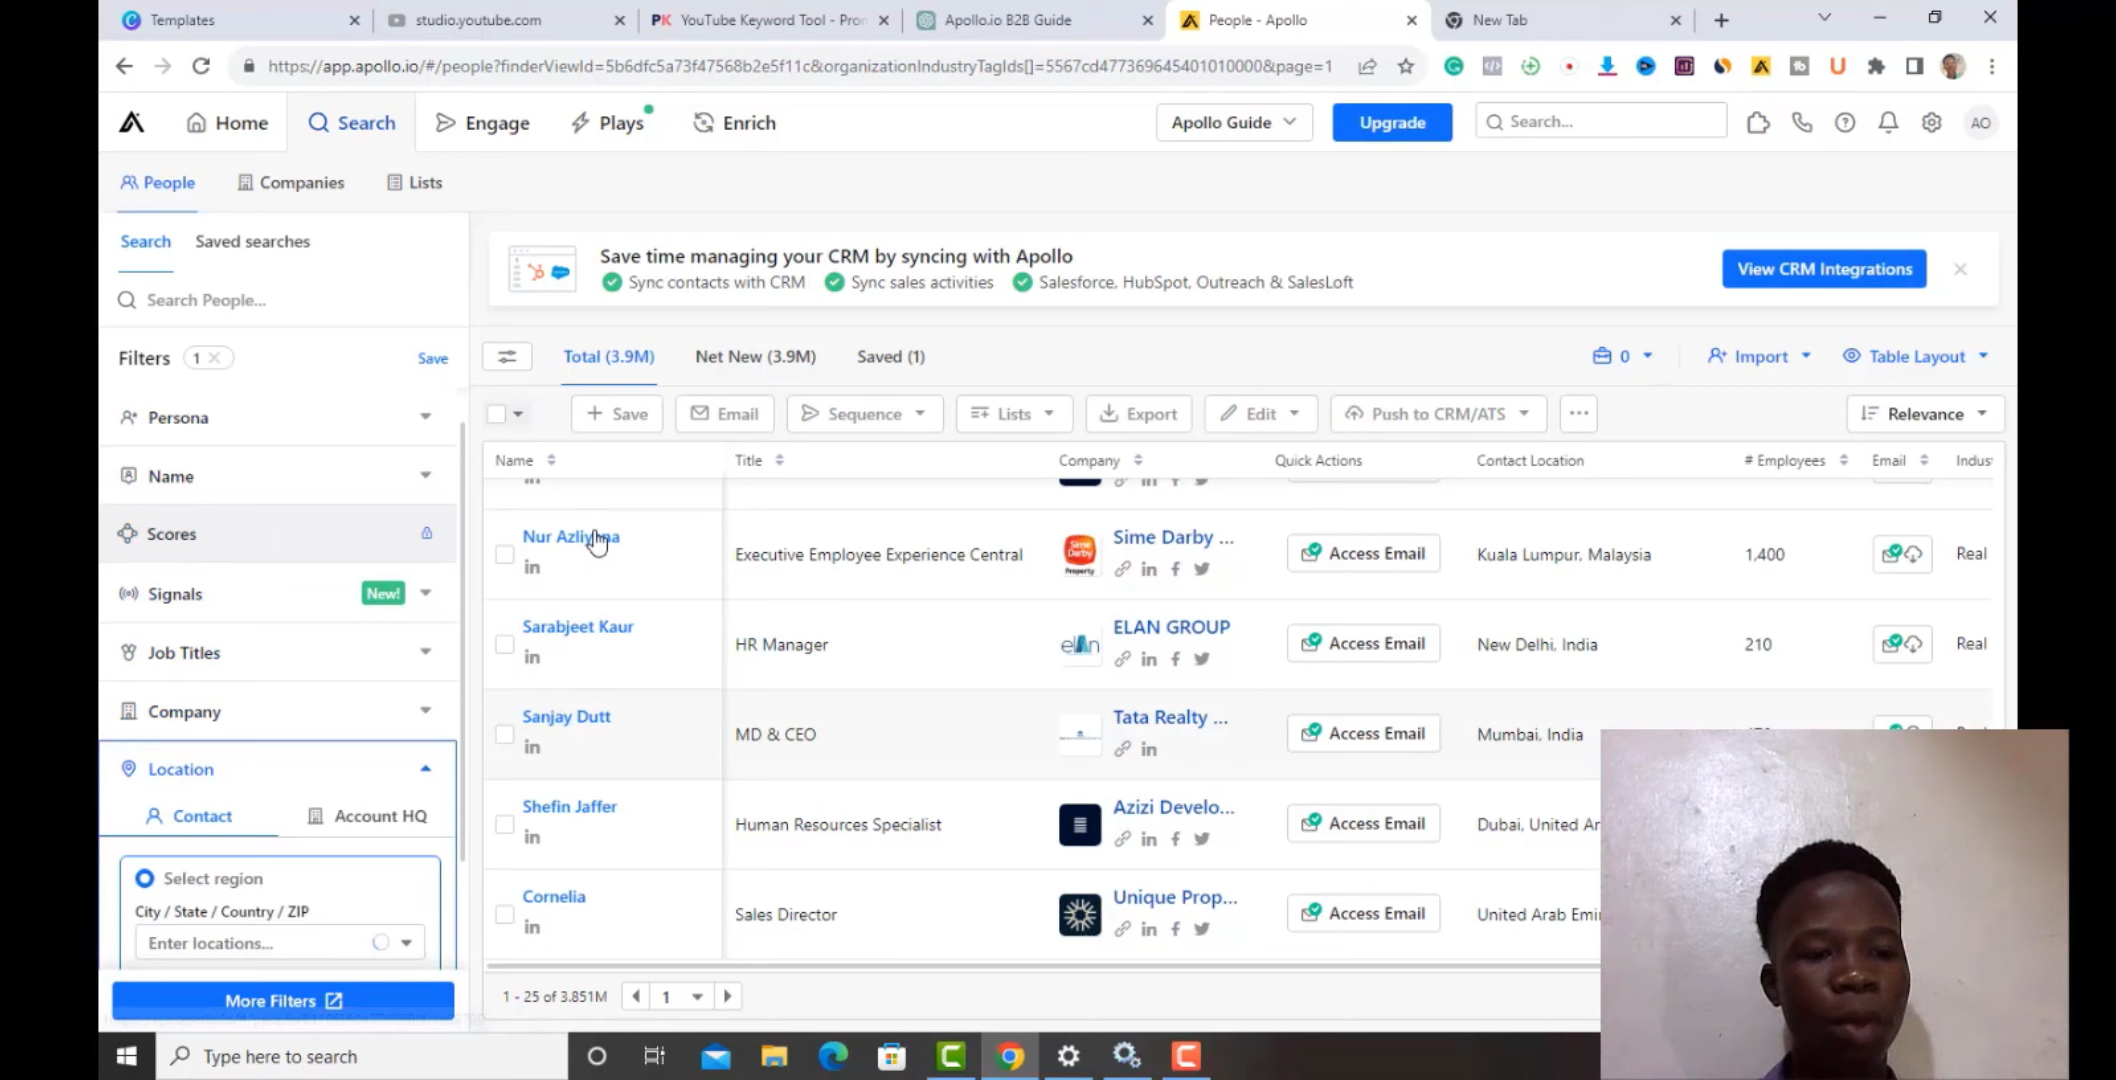 Templates
studio.youtube.com
PK YouTube Keyword Tool - Pron
Apollo.io B2B Guide
People - Apollo
New Tab
https://app.apollo.io/#/people?finderViewId=5b6dfc5a73f47568b2e5f11c&organizationIndustryTagIds[]=5567cd477369645401010000&page=1
Home
Search
Engage
Plays
Enrich
Apollo Guide
Upgrade
Search...
AO
People
Companies
Lists
Search
Saved searches
Search People...
Save time managing your CRM by syncing with Apollo
Sync contacts with CRM
Sync sales activities
Salesforce, HubSpot, Outreach & SalesLoft
View CRM Integrations
Filters 1
Save
Total (3.9M)
Net New (3.9M)
Saved (1)
0
Import
Table Layout
Save
Email
Sequence
Lists
Export
Edit
Push to CRM/ATS
Relevance
Persona
Name
Scores
Signals New!
Job Titles
Company
Location
Contact
Account HQ
Select region
City / State / Country / ZIP
Enter locations...
More Filters
Name Title Company Quick Actions Contact Location # Employees Email Indus
Nur Azliyana
Executive Employee Experience Central
Sime Darby Property
Sime Darby ...
Access Email
Kuala Lumpur, Malaysia
1,400
Real
Sarabjeet Kaur
HR Manager
elan
ELAN GROUP
Access Email
New Delhi, India
210
Real
Sanjay Dutt
MD & CEO
Tata Realty ...
Access Email
Mumbai, India
Shefin Jaffer
Human Resources Specialist
Azizi Develo...
Access Email
Dubai, United Ar
Cornelia
Sales Director
Unique Prop...
Access Email
United Arab Emi
1 - 25 of 3.851M
1
Type here to search